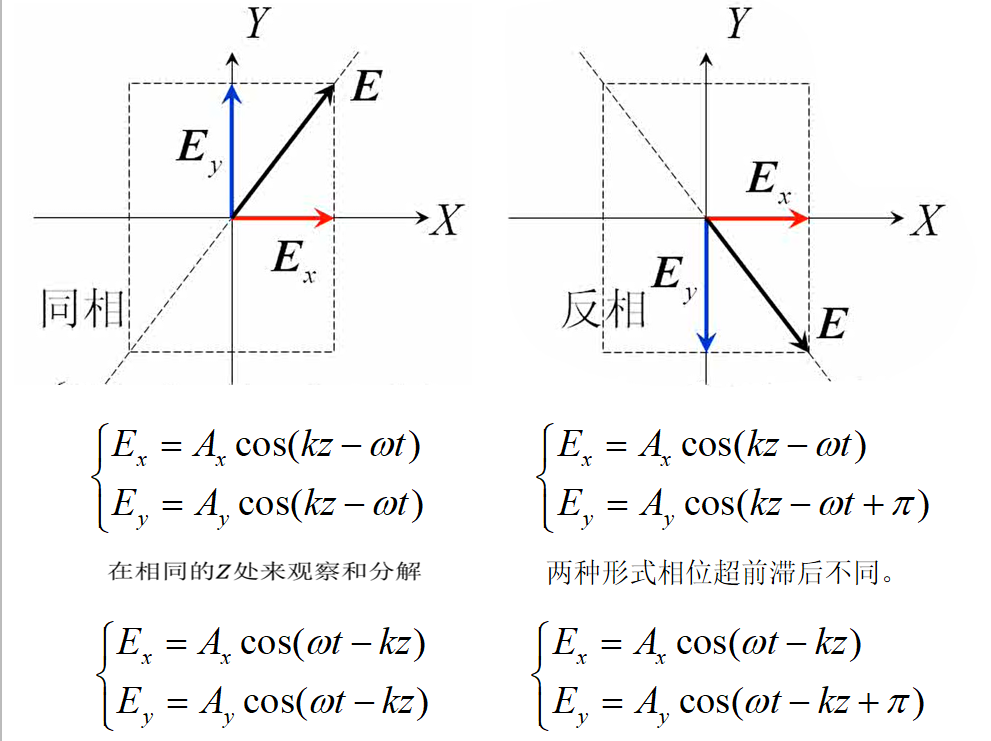 Y
E
E_y
X
E_x
同相
Y
E_x
X
E_y
反相
E
E_x = A_x cos(kz − ωt)
E_y = A_y cos(kz − ωt)
E_x = A_x cos(kz − ωt)
E_y = A_y cos(kz − ωt + π)
在相同的z处来观察和分解
两种形式相位超前滞后不同。
E_x = A_x cos(ωt − kz)
E_y = A_y cos(ωt − kz)
E_x = A_x cos(ωt − kz)
E_y = A_y cos(ωt − kz + π)